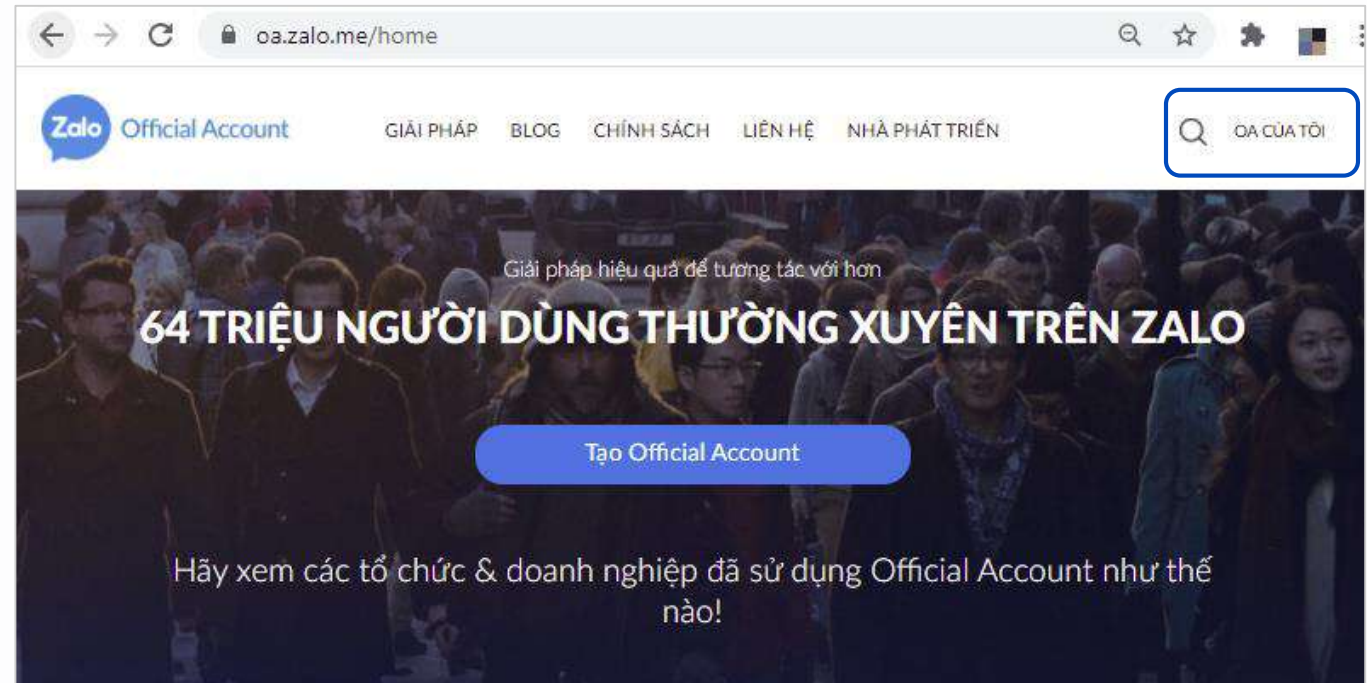 oa.zalo.me/home
Zalo Official Account GIẢI PHÁP BLOG CHÍNH SÁCH LIÊN HỆ NHÀ PHÁT TRIỂN OA CỦA TÔI
Giải pháp hiệu quả để tương tác với hơn
64 TRIỆU NGƯỜI DÙNG THƯỜNG XUYÊN TRÊN ZALO
Tạo Official Account
Hãy xem các tổ chức & doanh nghiệp đã sử dụng Official Account như thế
nào!